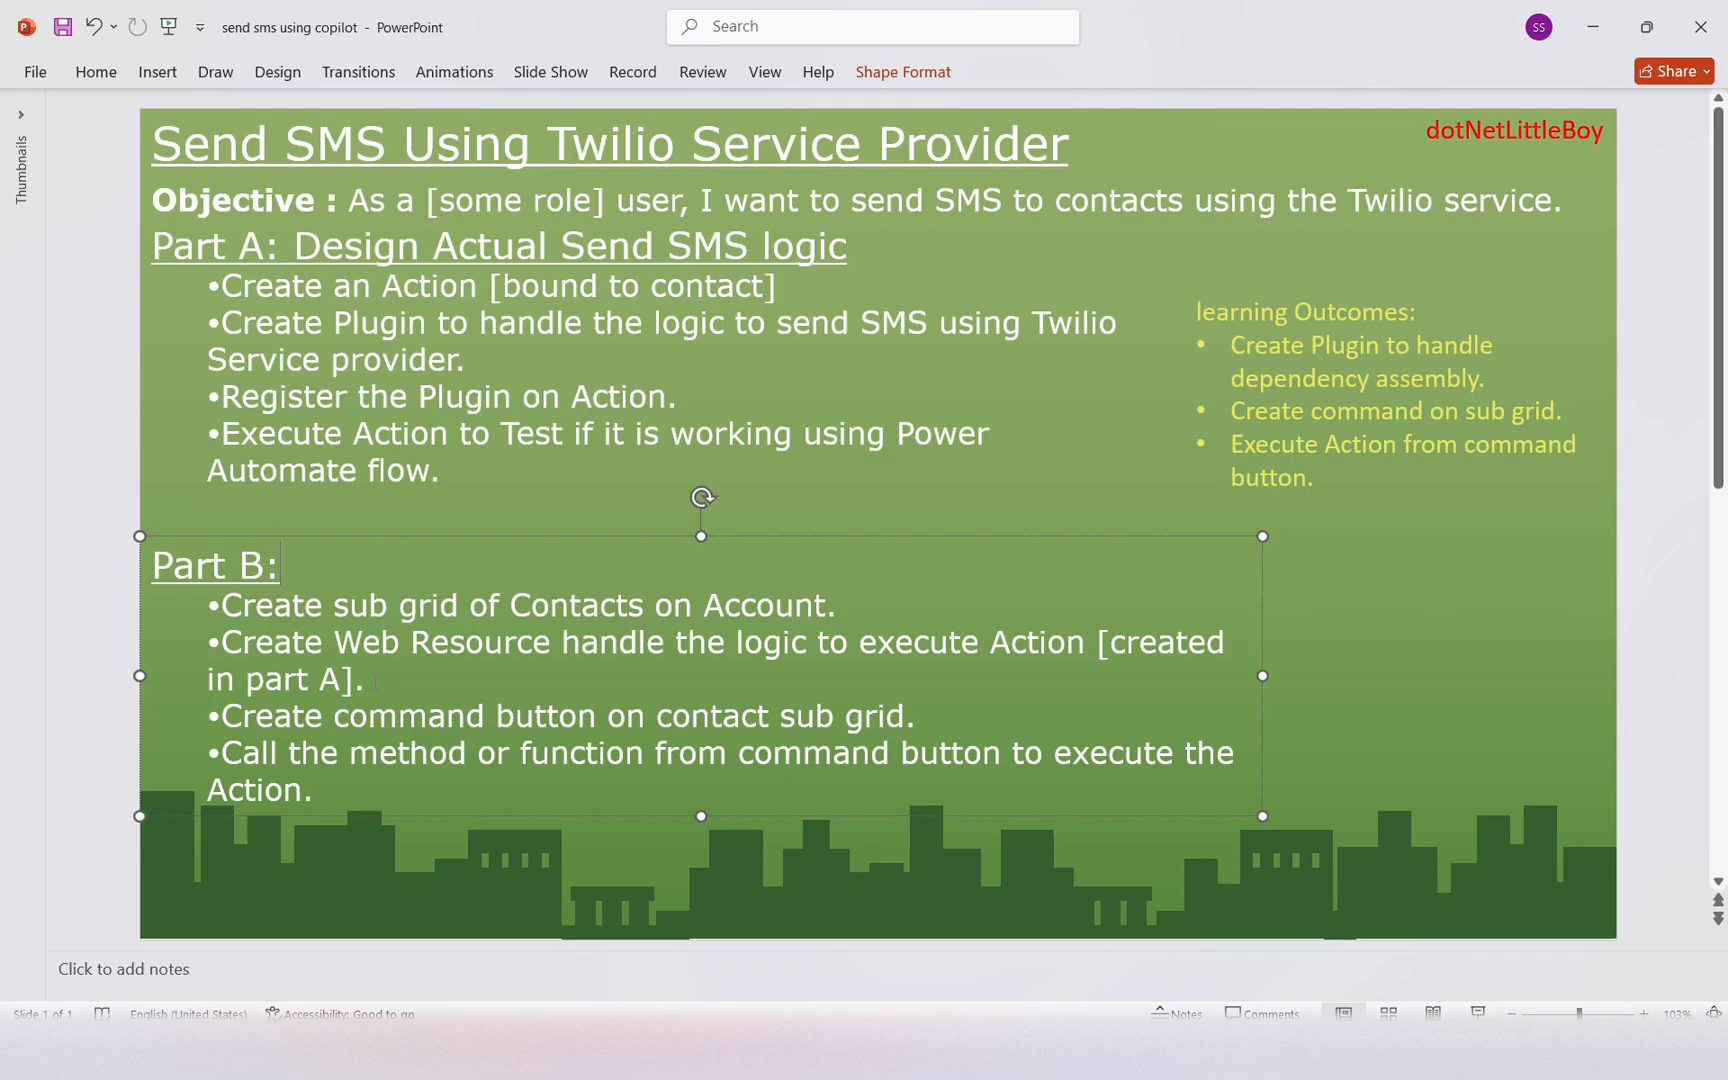 send sms using copilot - PowerPoint
Search
SS
File Home Insert Draw Design Transitions Animations Slide Show Record Review View Help Shape Format
Share
Thumbnails
Send SMS Using Twilio Service Provider
dotNetLittleBoy
Objective : As a [some role] user, I want to send SMS to contacts using the Twilio service.
Part A: Design Actual Send SMS logic
•Create an Action [bound to contact]
•Create Plugin to handle the logic to send SMS using Twilio
Service provider.
•Register the Plugin on Action.
•Execute Action to Test if it is working using Power
Automate flow.
learning Outcomes:
• Create Plugin to handle
dependency assembly.
• Create command on sub grid.
• Execute Action from command
button.
Part B:
•Create sub grid of Contacts on Account.
•Create Web Resource handle the logic to execute Action [created
in part A].
•Create command button on contact sub grid.
•Call the method or function from command button to execute the
Action.
Click to add notes
Slide 1 of 1 English (United States) Accessibility: Good to go Notes Comments 103%